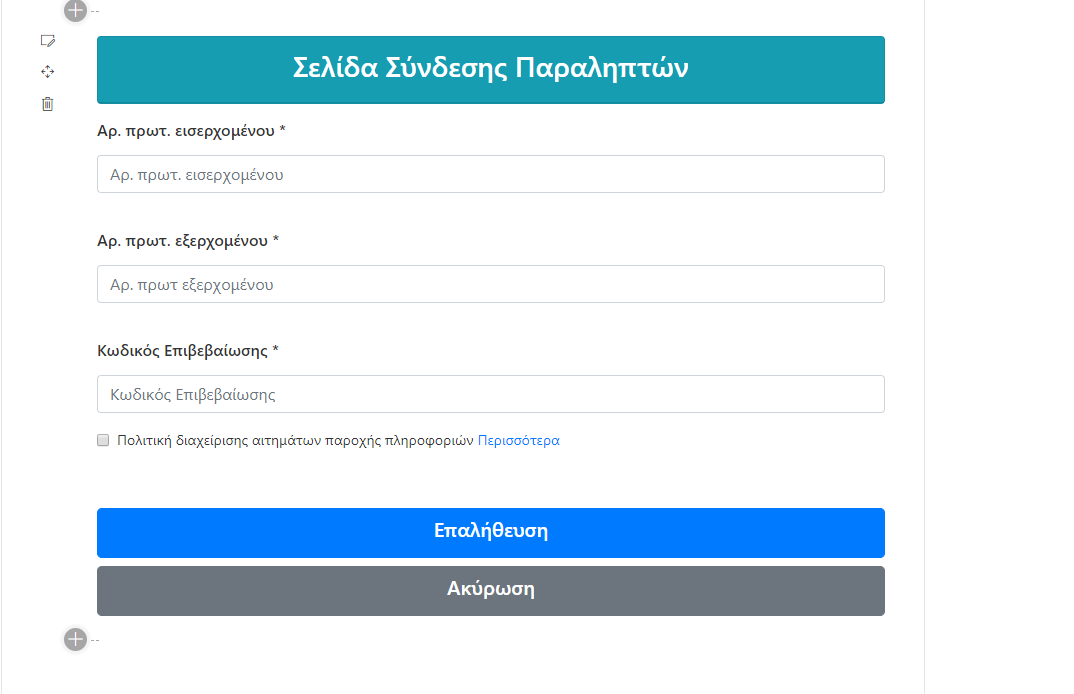 Σελίδα Σύνδεσης Παραληπτών
Αρ. πρωτ. εισερχομένου *
Αρ. πρωτ. εισερχομένου
Αρ. πρωτ. εξερχομένου *
Αρ. πρωτ εξερχομένου
Κωδικός Επιβεβαίωσης *
Κωδικός Επιβεβαίωσης
Πολιτική διαχείρισης αιτημάτων παροχής πληροφοριών Περισσότερα
Επαλήθευση
Ακύρωση